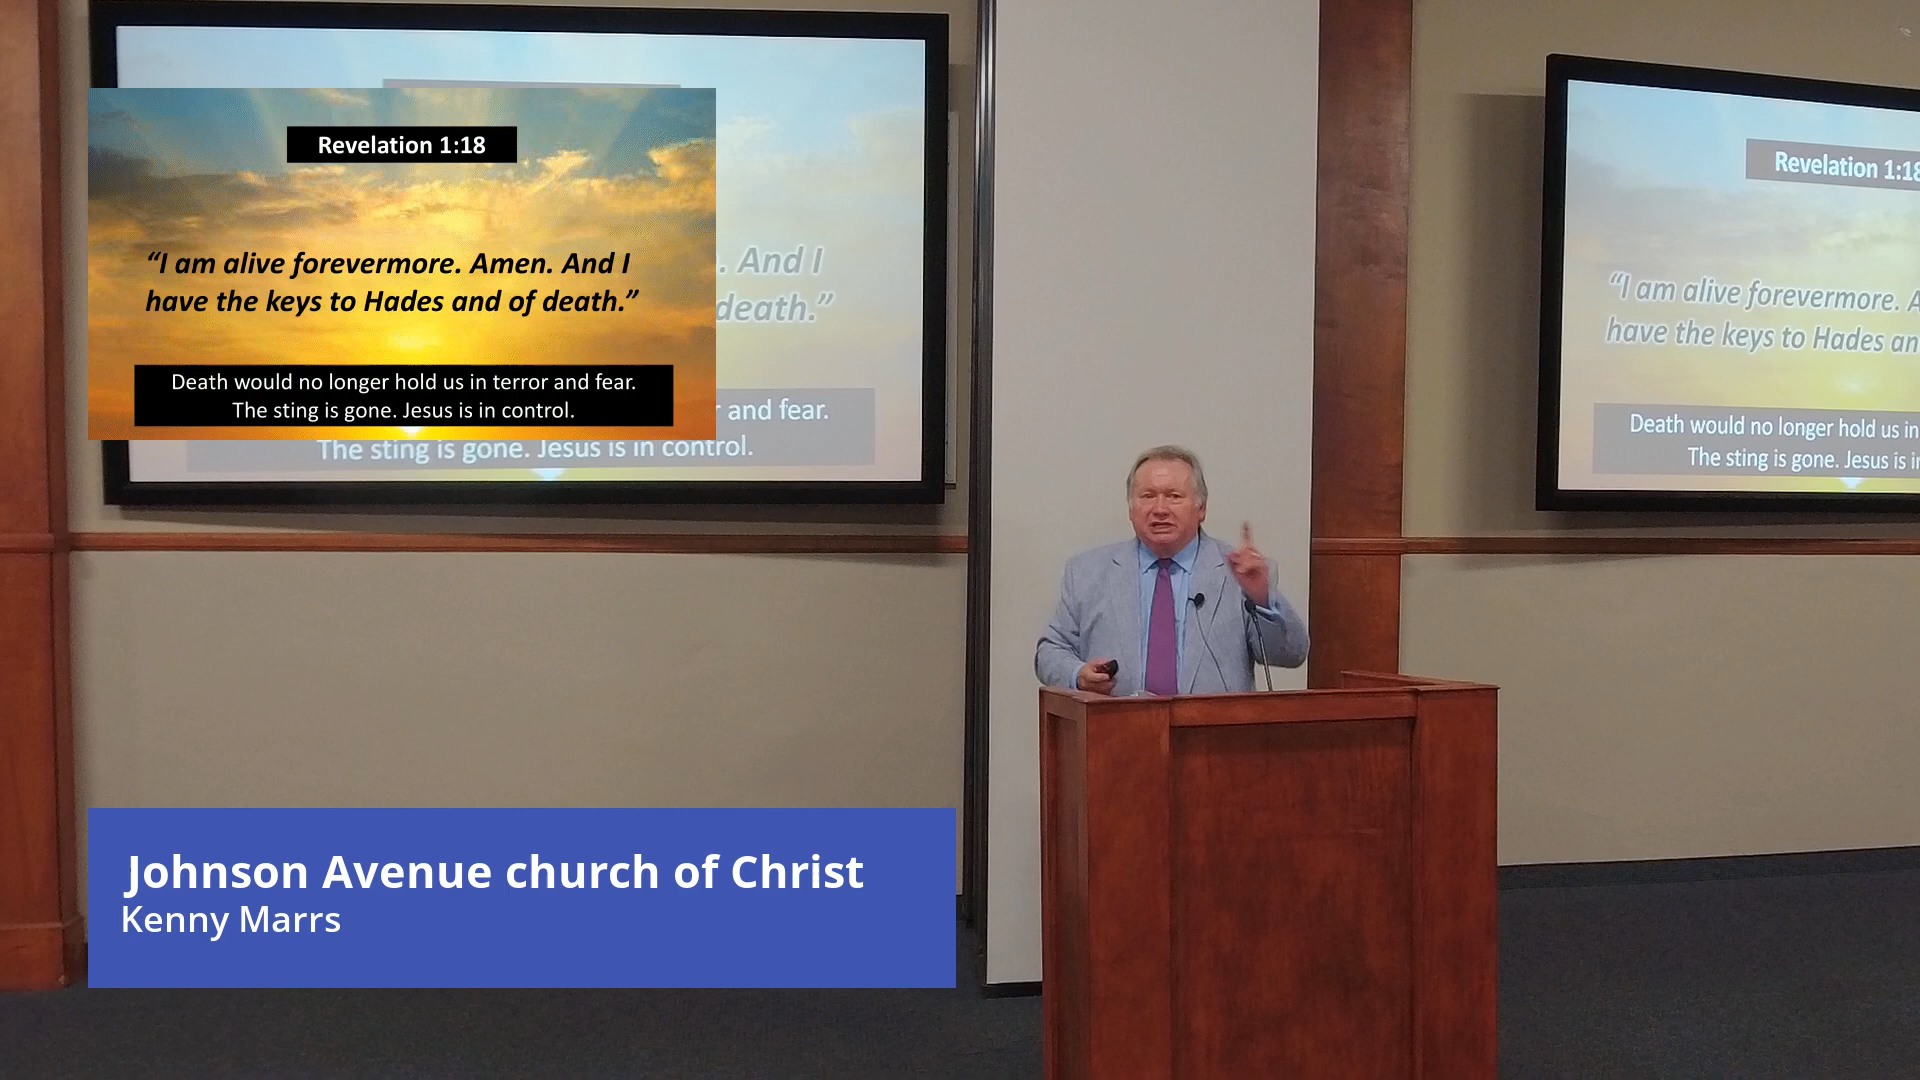 Revelation 1:18
“I am alive forevermore. Amen. And I
have the keys to Hades and of death.”
Death would no longer hold us in terror and fear.
The sting is gone. Jesus is in control.
. And I
death.”
r and fear.
The sting is gone. Jesus is in control.
Revelation 1:18
“I am alive forevermore. A
have the keys to Hades an
Death would no longer hold us in
The sting is gone. Jesus is in
Johnson Avenue church of Christ
Kenny Marrs